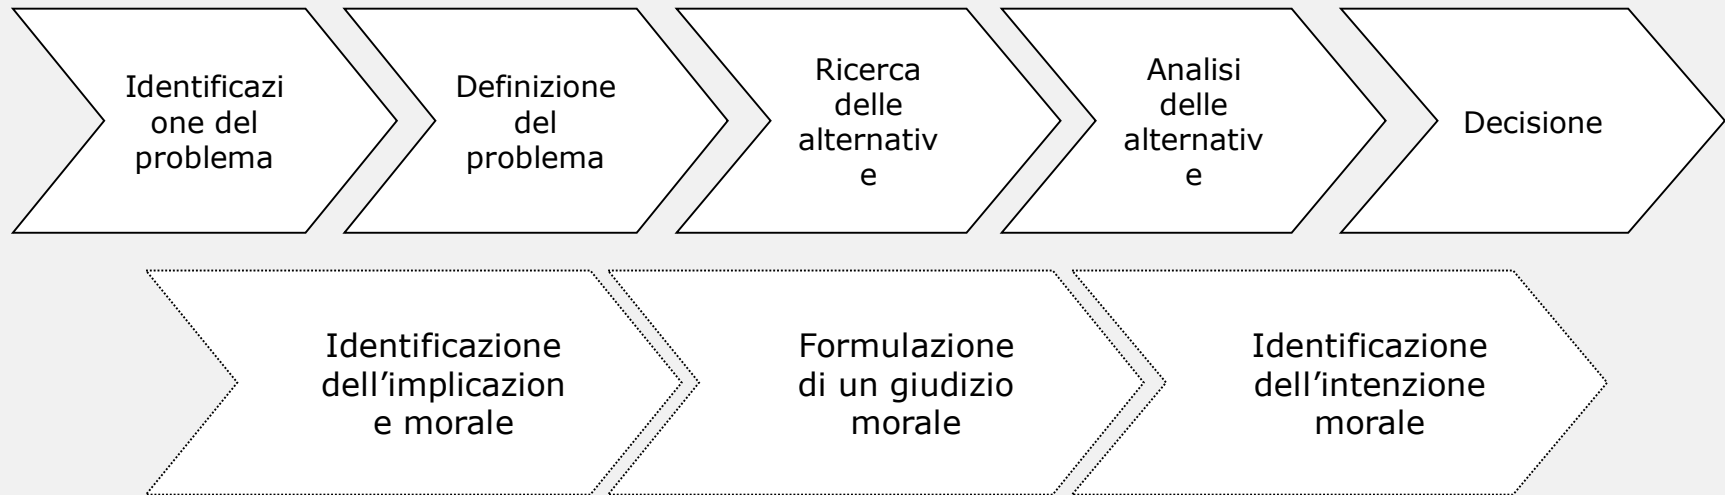 Identificazi
one del
problema
Definizione
del
problema
Ricerca
delle
alternativ
e
Analisi
delle
alternativ
e
Decisione
Identificazione
dell’implicazion
e morale
Formulazione
di un giudizio
morale
Identificazione
dell’intenzione
morale